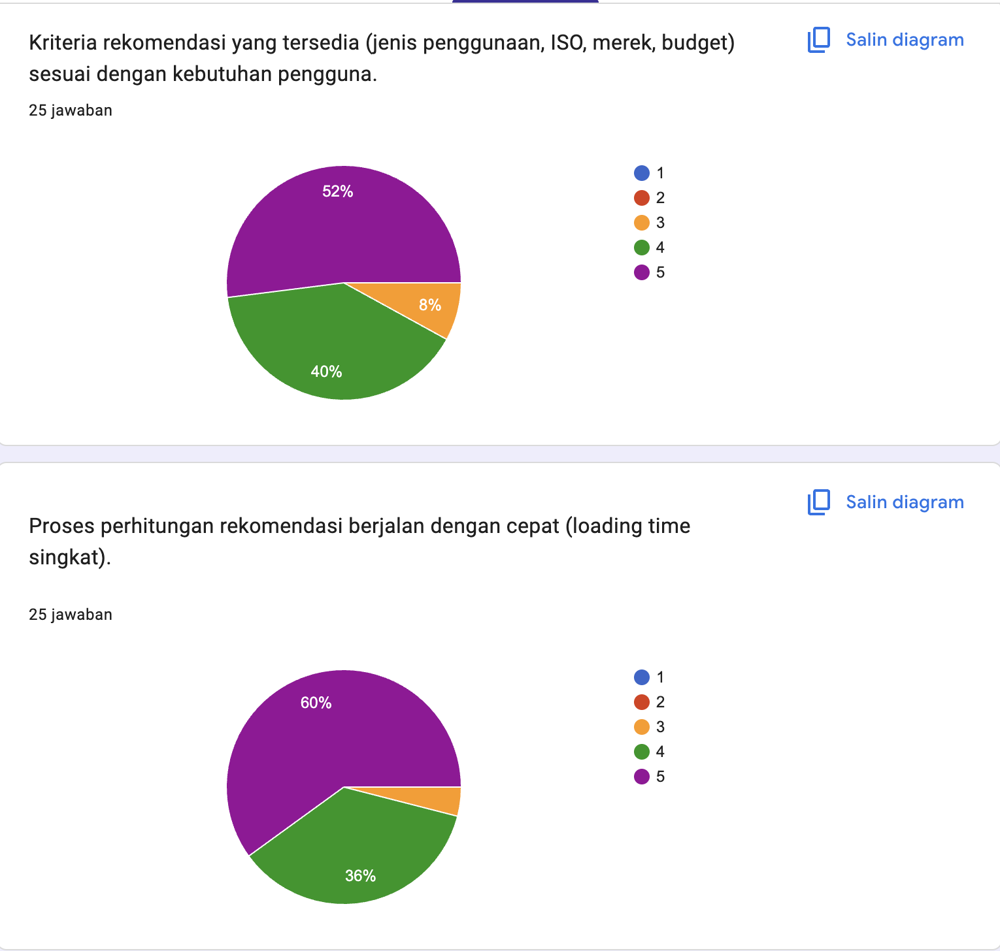 Kriteria rekomendasi yang tersedia (jenis penggunaan, ISO, merek, budget)
sesuai dengan kebutuhan pengguna.
Salin diagram
25 jawaban
52%
8%
40%
1
2
3
4
5
Salin diagram
Proses perhitungan rekomendasi berjalan dengan cepat (loading time
singkat).
25 jawaban
60%
36%
1
2
3
4
5